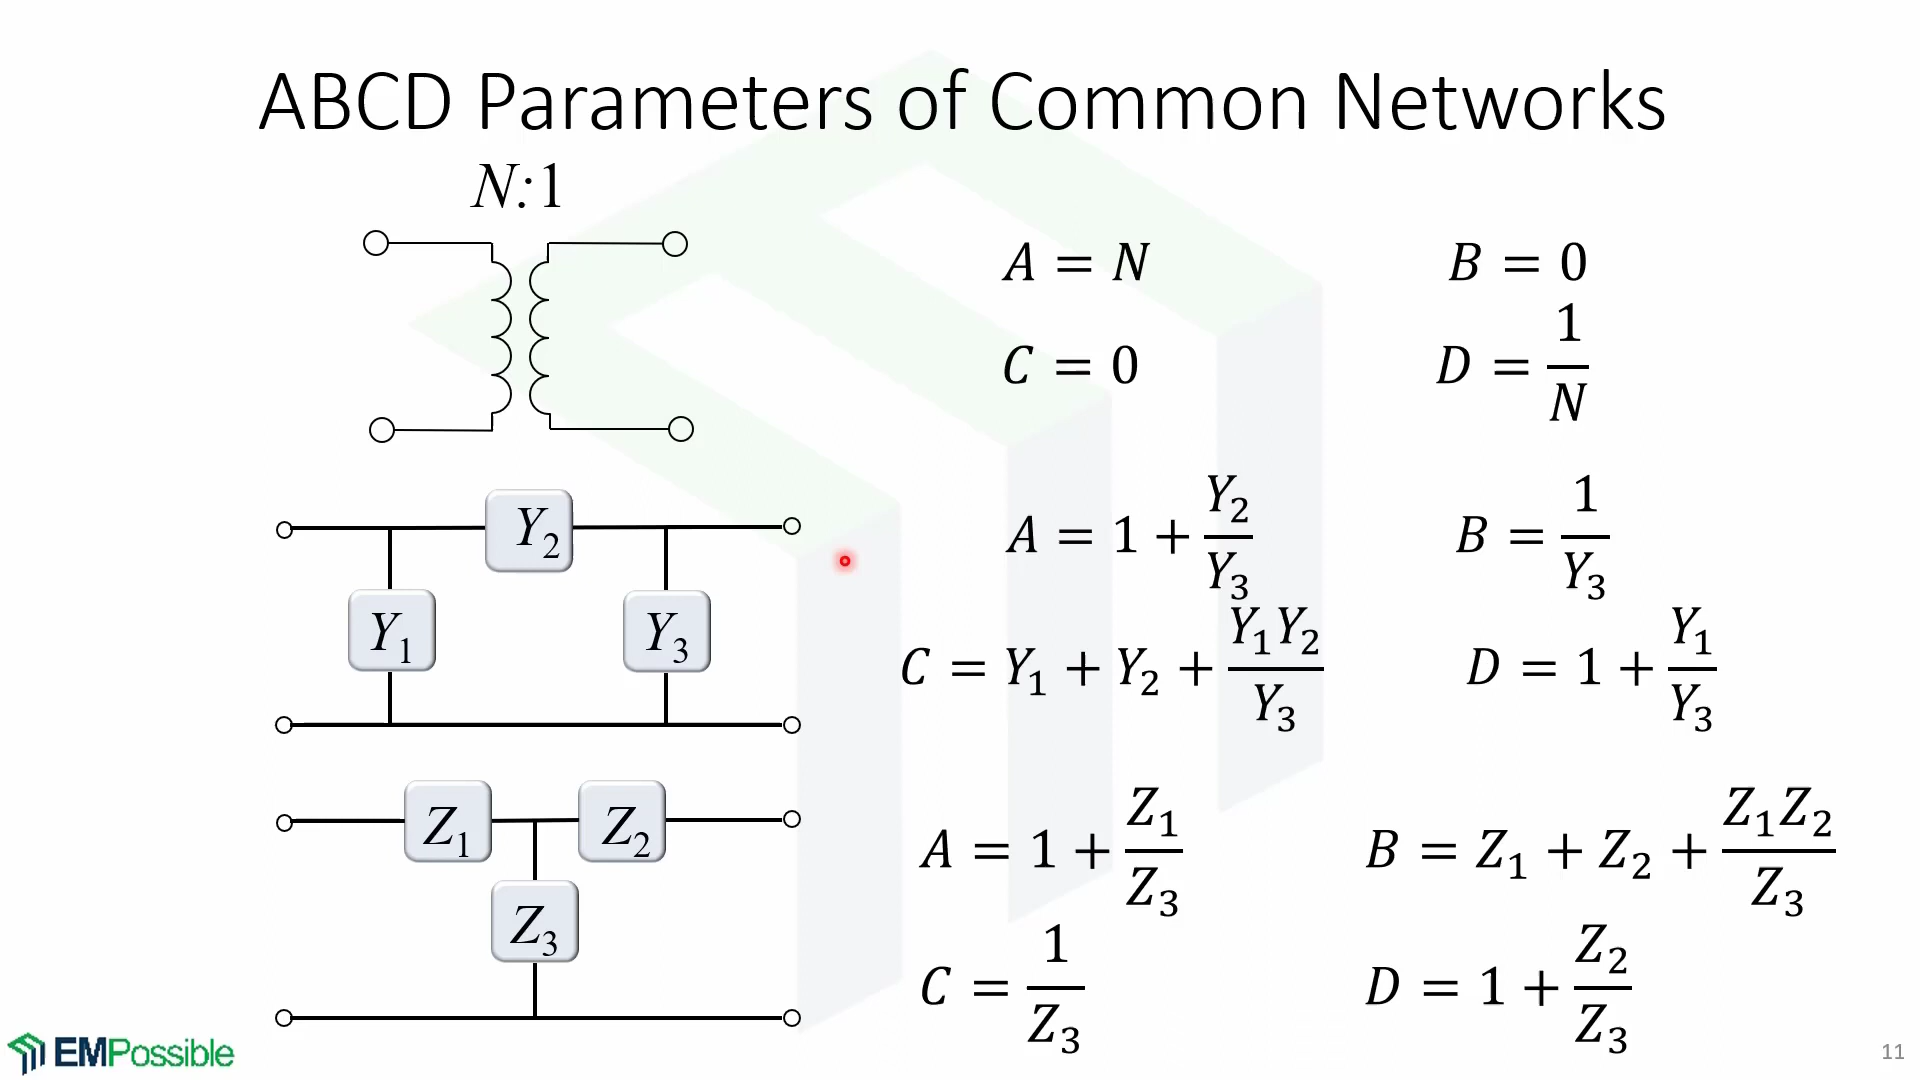 ABCD Parameters of Common Networks
N:1
A = N
B = 0
C = 0
D = 1/N
Y₂
Y₁
Y₃
A = 1 + Y₂/Y₃
B = 1/Y₃
C = Y₁ + Y₂ + Y₁Y₂/Y₃
D = 1 + Y₁/Y₃
Z₁
Z₂
Z₃
A = 1 + Z₁/Z₃
B = Z₁ + Z₂ + Z₁Z₂/Z₃
C = 1/Z₃
D = 1 + Z₂/Z₃
EMPossible
11